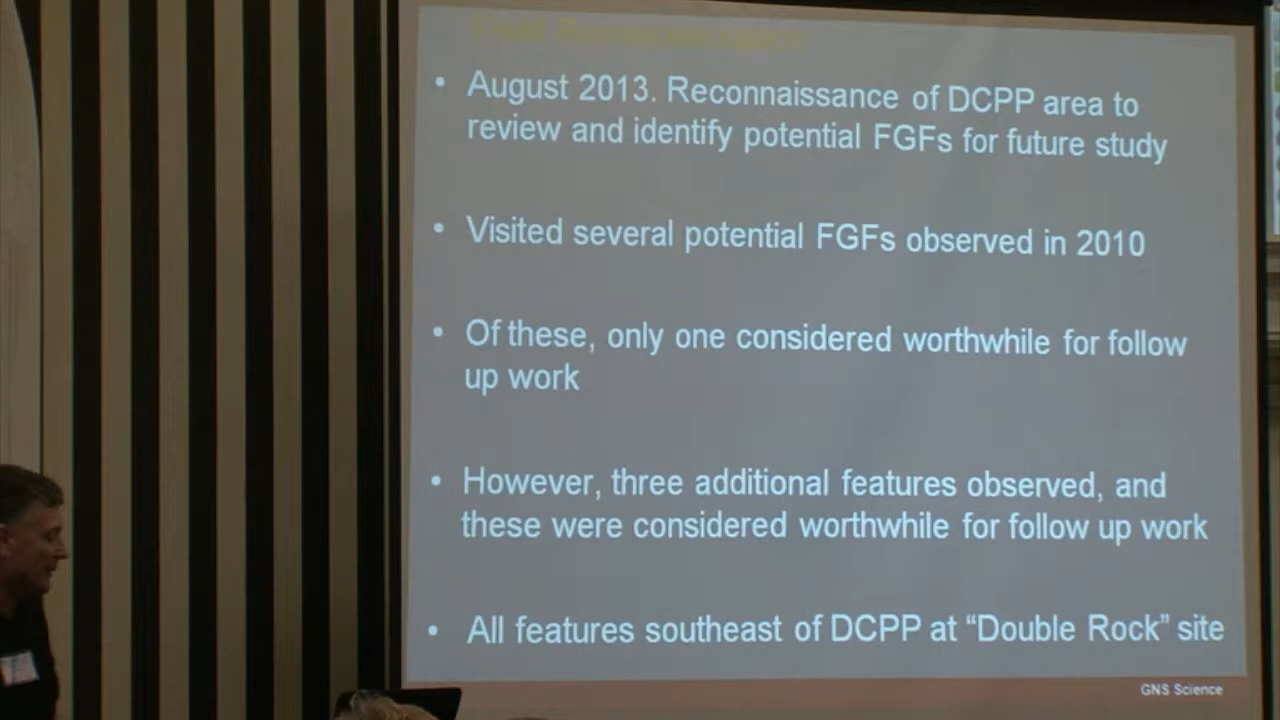 • August 2013. Reconnaissance of DCPP area to
review and identify potential FGFs for future study
• Visited several potential FGFs observed in 2010
• Of these, only one considered worthwhile for follow
up work
• However, three additional features observed, and
these were considered worthwhile for follow up work
• All features southeast of DCPP at “Double Rock” site
GNS Science